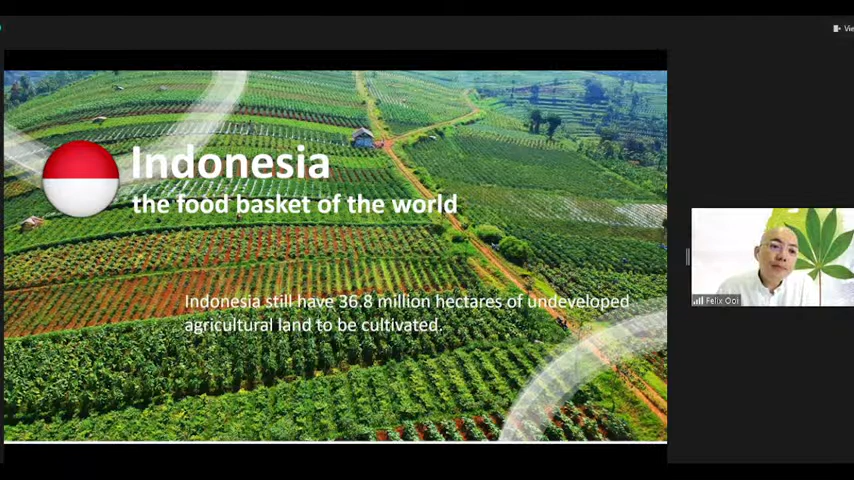 Vie
Indonesia
the food basket of the world
Indonesia still have 36.8 million hectares of undeveloped
agricultural land to be cultivated.
Felix Ooi